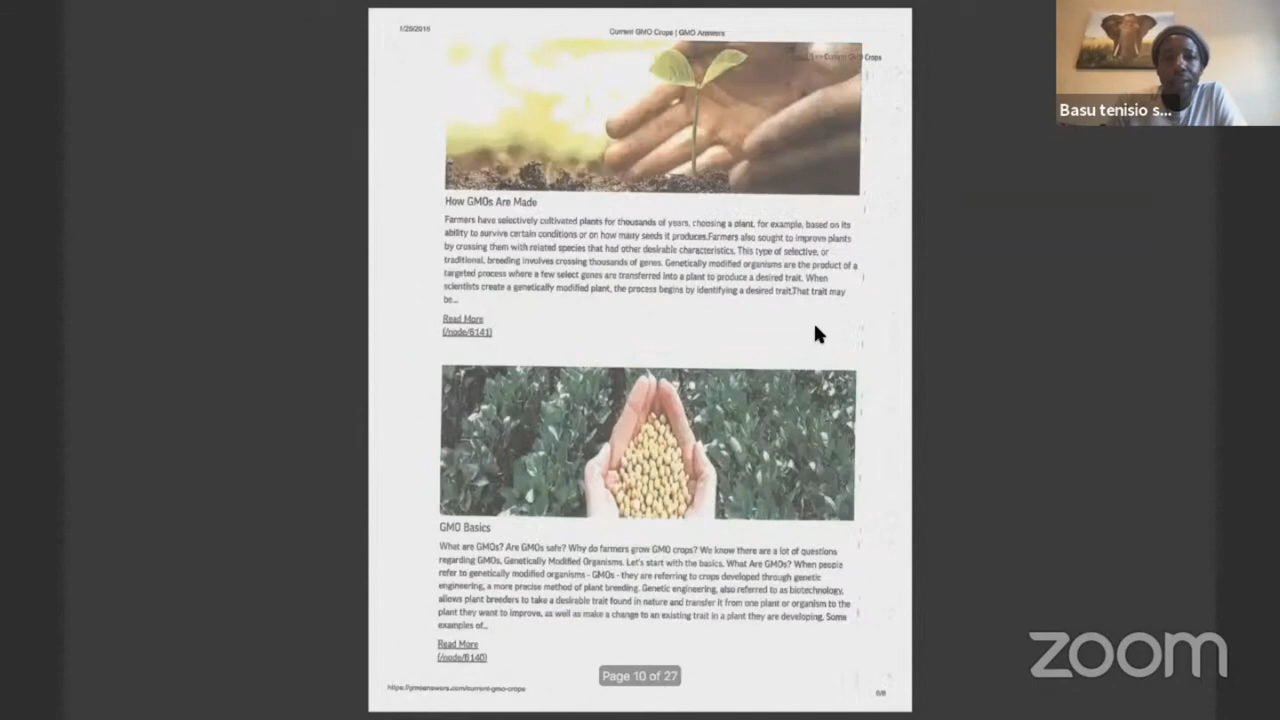 1/25/2018
Current GMO Crops | GMO Answers
Current GMO Crops
Basu tenisio s...
How GMOs Are Made
Farmers have selectively cultivated plants for thousands of years, choosing a plant, for example, based on its
ability to survive certain conditions or on how many seeds it produces.Farmers also sought to improve plants
by crossing them with related species that had other desirable characteristics. This type of selective, or
traditional, breeding involves crossing thousands of genes. Genetically modified organisms are the product of a
targeted process where a few select genes are transferred into a plant to produce a desired trait. When
scientists create a genetically modified plant, the process begins by identifying a desired trait.That trait may
be...
Read More
(/node/6141)
GMO Basics
What are GMOs? Are GMOs safe? Why do farmers grow GMO crops? We know there are a lot of questions
regarding GMOs, Genetically Modified Organisms. Let's start with the basics. What Are GMOs? When people
refer to genetically modified organisms - GMOs - they are referring to crops developed through genetic
engineering, a more precise method of plant breeding. Genetic engineering, also referred to as biotechnology,
allows plant breeders to take a desirable trait found in nature and transfer it from one plant or organism to the
plant they want to improve, as well as make a change to an existing trait in a plant they are developing. Some
examples of...
Read More
(/node/6140)
Page 10 of 27
https://gmoanswers.com/current-gmo-crops
6/8
zoom